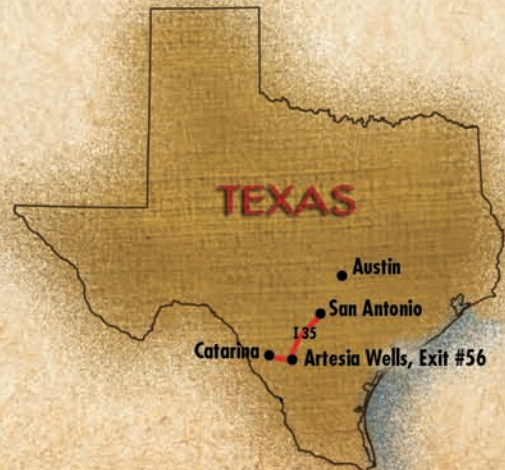 TEXAS
Austin
San Antonio
I 35
Catarina
Artesia Wells, Exit #56